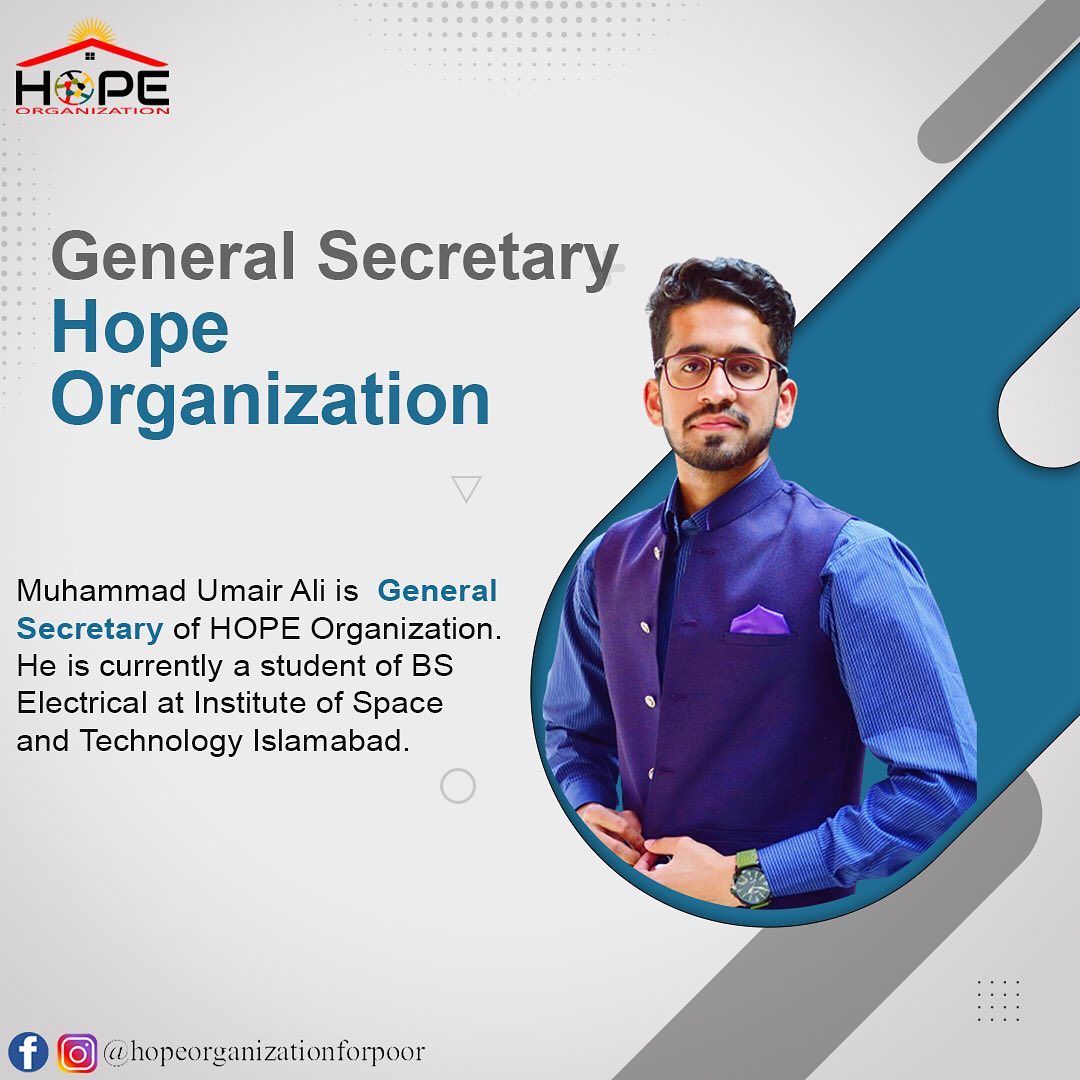 HOPE
ORGANIZATION
General Secretary
Hope
Organization
Muhammad Umair Ali is General
Secretary of HOPE Organization.
He is currently a student of BS
Electrical at Institute of Space
and Technology Islamabad.
@hopeorganizationforpoor